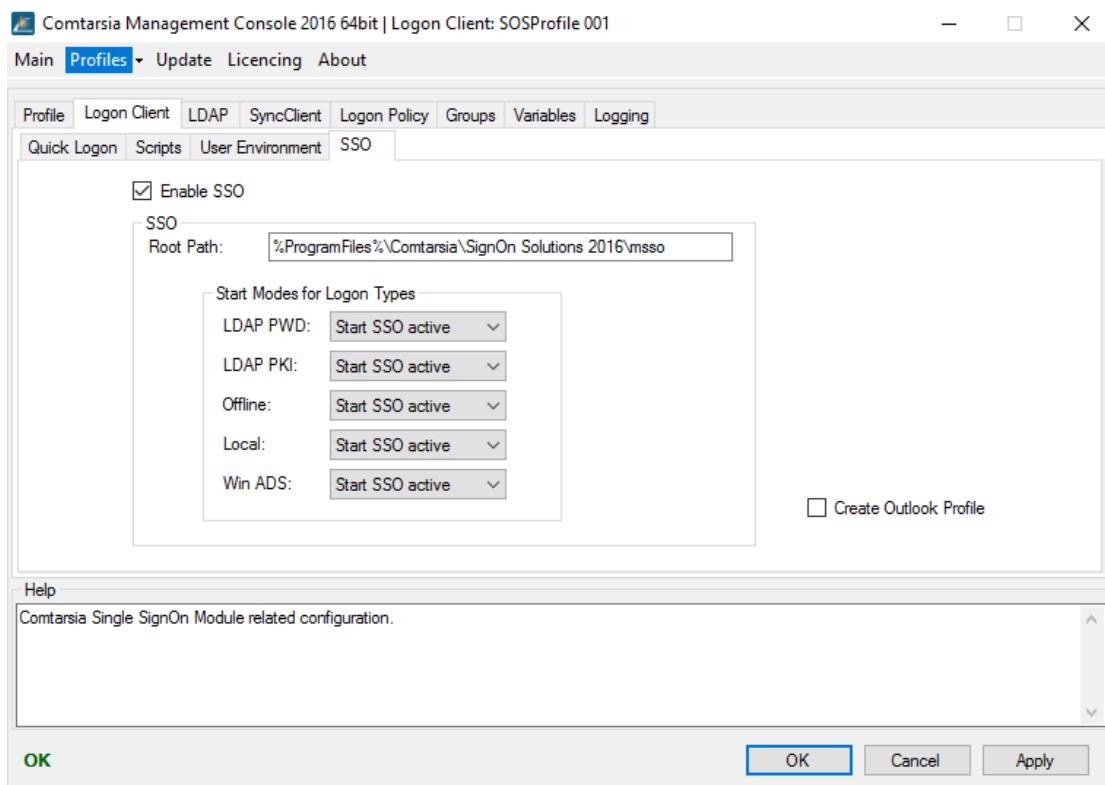 Comtarsia Management Console 2016 64bit | Logon Client: SOSProfile 001
Main Profiles Update Licencing About
Profile Logon Client LDAP SyncClient Logon Policy Groups Variables Logging
Quick Logon Scripts User Environment SSO
Enable SSO
SSO
Root Path: %ProgramFiles%\Comtarsia\SignOn Solutions 2016\msso
Start Modes for Logon Types
LDAP PWD: Start SSO active
LDAP PKI: Start SSO active
Offline: Start SSO active
Local: Start SSO active
Win ADS: Start SSO active
Create Outlook Profile
Help
Comtarsia Single SignOn Module related configuration.
OK OK Cancel Apply